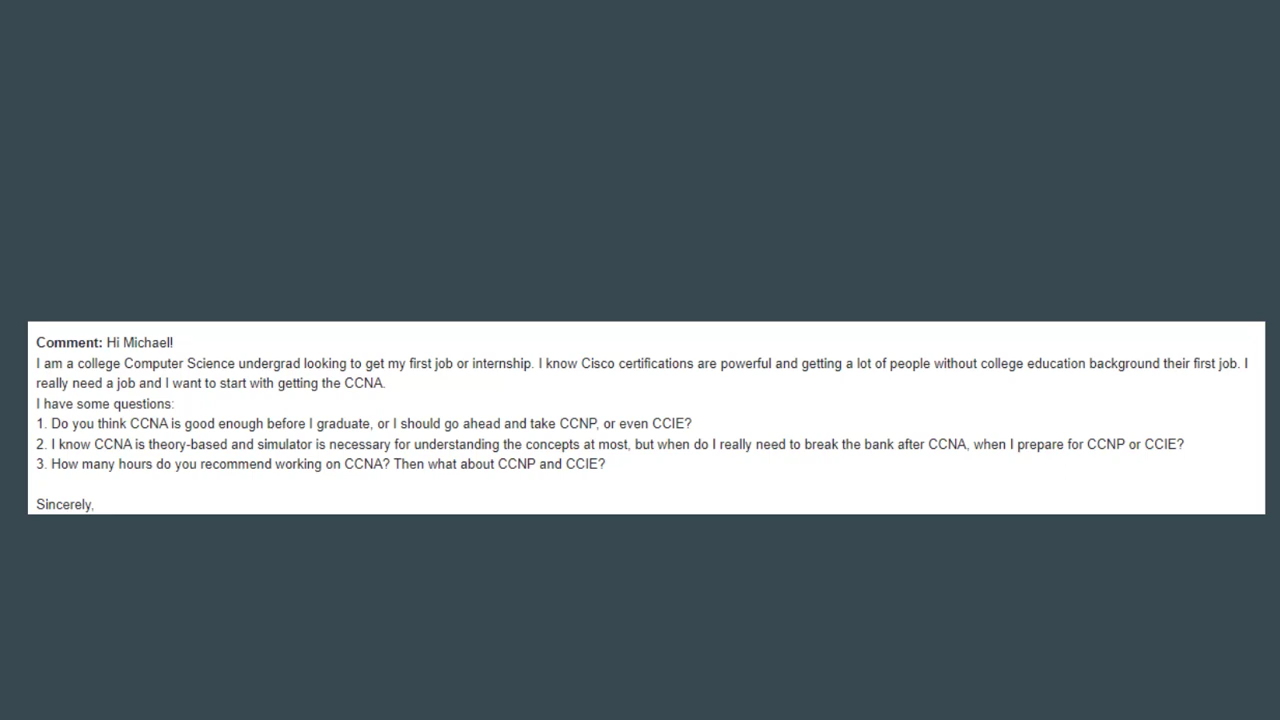 Comment: Hi Michael!
I am a college Computer Science undergrad looking to get my first job or internship. I know Cisco certifications are powerful and getting a lot of people without college education background their first job. I
really need a job and I want to start with getting the CCNA.
I have some questions:
1. Do you think CCNA is good enough before I graduate, or I should go ahead and take CCNP, or even CCIE?
2. I know CCNA is theory-based and simulator is necessary for understanding the concepts at most, but when do I really need to break the bank after CCNA, when I prepare for CCNP or CCIE?
3. How many hours do you recommend working on CCNA? Then what about CCNP and CCIE?
Sincerely,